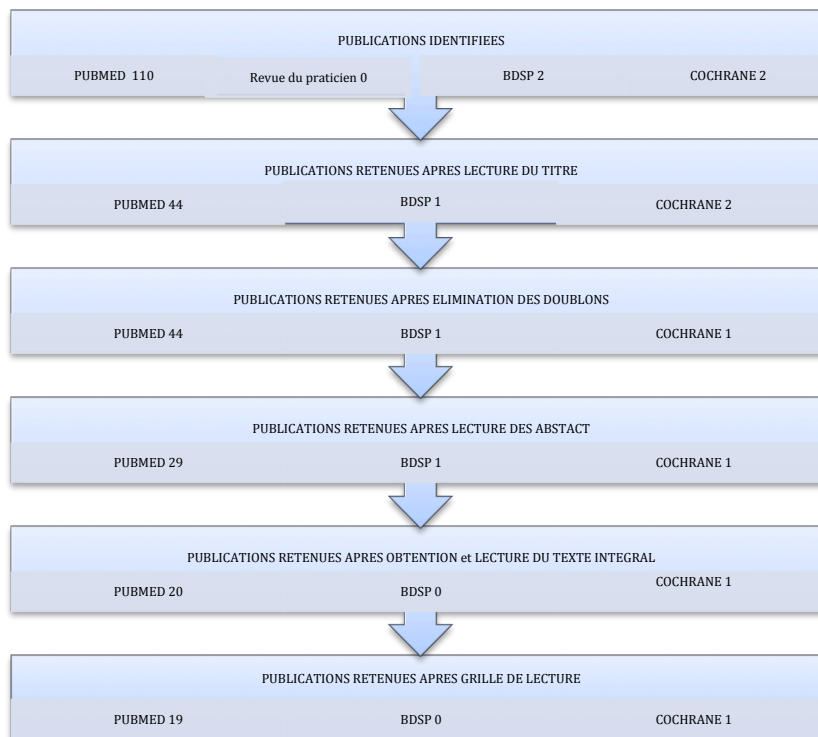 PUBLICATIONS IDENTIFIEES
PUBMED 110 Revue du praticien 0 BDSP 2 COCHRANE 2
PUBLICATIONS RETENUES APRES LECTURE DU TITRE
PUBMED 44 BDSP 1 COCHRANE 2
PUBLICATIONS RETENUES APRES ELIMINATION DES DOUBLONS
PUBMED 44 BDSP 1 COCHRANE 1
PUBLICATIONS RETENUES APRES LECTURE DES ABSTACT
PUBMED 29 BDSP 1 COCHRANE 1
PUBLICATIONS RETENUES APRES OBTENTION et LECTURE DU TEXTE INTEGRAL
PUBMED 20 BDSP 0 COCHRANE 1
PUBLICATIONS RETENUES APRES GRILLE DE LECTURE
PUBMED 19 BDSP 0 COCHRANE 1